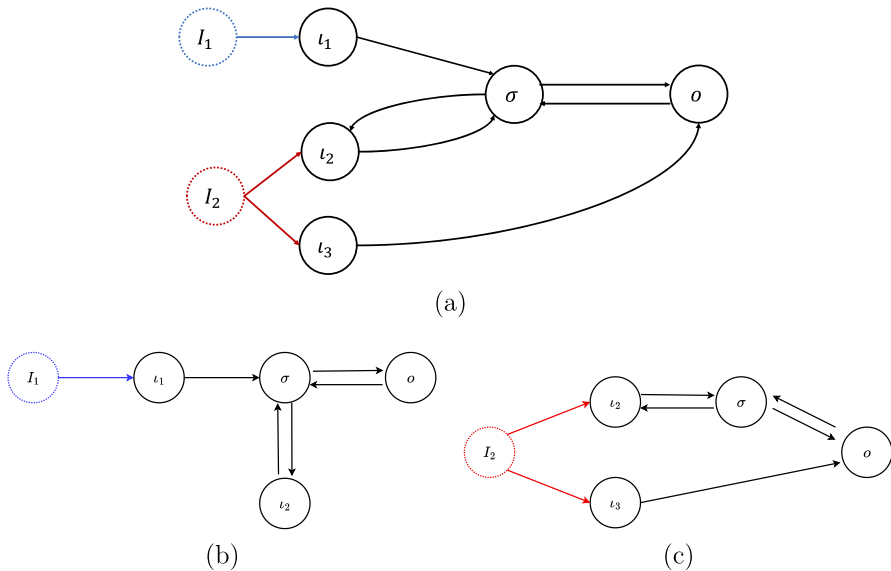 I₁ ι₁
σ o
ι₂
I₂
ι₃
(a)
I₁ ι₁ σ o
ι₂
(b)
ι₂ σ
I₂ o
ι₃
(c)